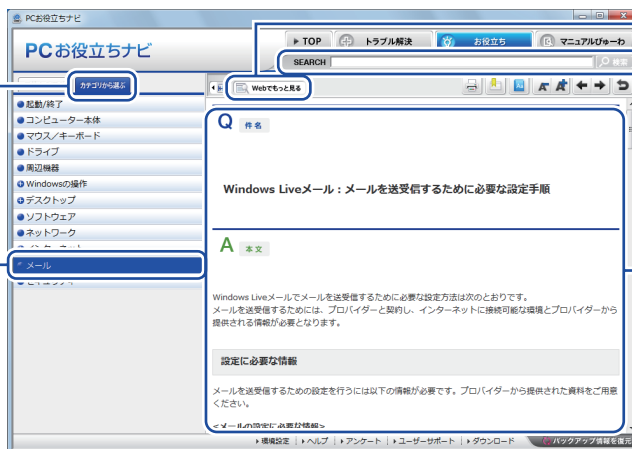 PCお役立ちナビ
PCお役立ちナビ
TOP
トラブル解決
お役立ち
マニュアルびゅーわ
SEARCH
検索
カテゴリから選ぶ
Webでもっと見る
起動/終了
コンピューター本体
マウス／キーボード
ドライブ
周辺機器
Windowsの操作
デスクトップ
ソフトウェア
ネットワーク
メール
Q 件名
Windows Liveメール：メールを送受信するために必要な設定手順
A 本文
Windows Liveメールでメールを送受信するために必要な設定方法は次のとおりです。
メールを送受信するためには、プロバイダーと契約し、インターネットに接続可能な環境とプロバイダーから
提供される情報が必要となります。
設定に必要な情報
メールを送受信するための設定を行うには以下の情報が必要です。プロバイダーから提供された資料をご用意
ください。
<メールの設定に必要な情報>
環境設定 ヘルプ アンケート ユーザーサポート ダウンロード バックアップ情報を復元